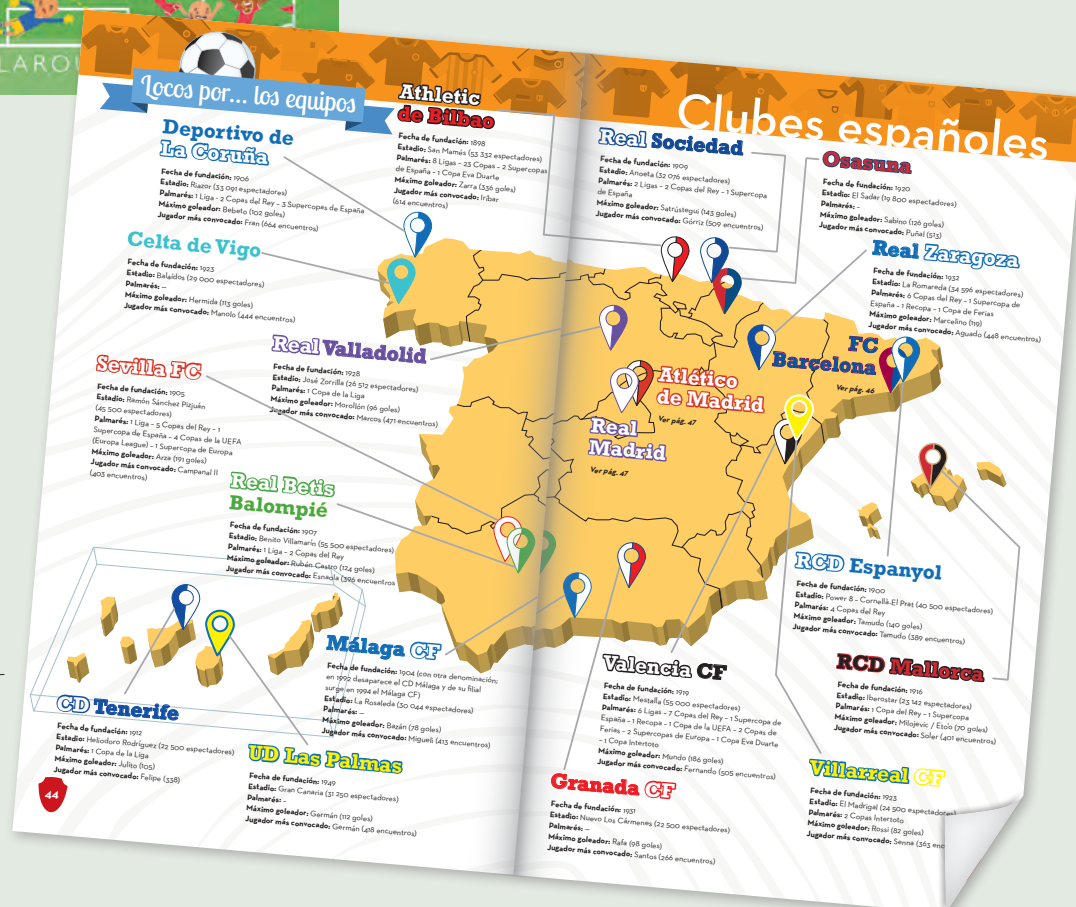 LAROU
Locos por... los equipos
Clubes españoles
Deportivo de
La Coruña
Fecha de fundación: 1906
Estadio: Riazor (33 091 espectadores)
Palmarés: 1 Liga - 2 Copas del Rey - 3 Supercopas de España
Máximo goleador: Bebeto (102 goles)
Jugador más convocado: Fran (664 encuentros)
Athletic
de Bilbao
Fecha de fundación: 1898
Estadio: San Mamés (53 332 espectadores)
Palmarés: 8 Ligas - 23 Copas - 2 Supercopas
de España - 1 Copa Eva Duarte
Máximo goleador: Zarra (336 goles)
Jugador más convocado: Iríbar
(614 encuentros)
Celta de Vigo
Fecha de fundación: 1923
Estadio: Balaídos (29 000 espectadores)
Palmarés: -
Máximo goleador: Hermida (113 goles)
Jugador más convocado: Manolo (444 encuentros)
Real Valladolid
Fecha de fundación: 1928
Estadio: José Zorrilla (26 512 espectadores)
Palmarés: 1 Copa de la Liga
Máximo goleador: Morollón (96 goles)
Jugador más convocado: Marcos (471 encuentros)
Sevilla FC
Fecha de fundación: 1905
Estadio: Ramón Sánchez Pizjuán
(45 500 espectadores)
Palmarés: 1 Liga - 5 Copas del Rey - 1
Supercopa de España - 4 Copas de la UEFA
(Europa League) - 1 Supercopa de Europa
Máximo goleador: Arza (191 goles)
Jugador más convocado: Campanal II
(403 encuentros)
Real Betis
Balompié
Fecha de fundación: 1907
Estadio: Benito Villamarín (55 500 espectadores)
Palmarés: 1 Liga - 2 Copas del Rey
Máximo goleador: Rubén Castro (124 goles)
Jugador más convocado: Esnaola (396 encuentros
Málaga CF
Fecha de fundación: 1904 (con otra denominación;
en 1992 desaparece el CD Málaga y de su filial
surge en 1994 el Málaga CF)
Estadio: La Rosaleda (30 044 espectadores)
Palmarés: -
Máximo goleador: Bazán (78 goles)
Jugador más convocado: Migueli (413 encuentros)
CD Tenerife
Fecha de fundación: 1912
Estadio: Heliodoro Rodríguez (22 500 espectadores)
Palmarés: 1 Copa de la Liga
Máximo goleador: Julito (105)
Jugador más convocado: Felipe (338)
UD Las Palmas
Fecha de fundación: 1949
Estadio: Gran Canaria (31 250 espectadores)
Palmarés: -
Máximo goleador: Germán (112 goles)
Jugador más convocado: Germán (418 encuentros)
44
Real Sociedad
Fecha de fundación: 1909
Estadio: Anoeta (32 076 espectadores)
Palmarés: 2 Ligas - 2 Copas del Rey - 1 Supercopa
de España
Máximo goleador: Satrústegui (143 goles)
Jugador más convocado: Górriz (509 encuentros)
Osasuna
Fecha de fundación: 1920
Estadio: El Sadar (19 800 espectadores)
Palmarés: -
Máximo goleador: Sabino (126 goles)
Jugador más convocado: Puñal (513)
Real Zaragoza
Fecha de fundación: 1932
Estadio: La Romareda (34 596 espectadores)
Palmarés: 6 Copas del Rey - 1 Supercopa de
España - 1 Recopa - 1 Copa de Ferias
Máximo goleador: Marcelino (119)
Jugador más convocado: Aguado (448 encuentros)
FC
Barcelona
Ver pág. 46
Atlético
de Madrid
Ver pág. 47
Real
Madrid
Ver pág. 47
RCD Espanyol
Fecha de fundación: 1900
Estadio: Power 8 - Cornellà-El Prat (40 500 espectadores)
Palmarés: 4 Copas del Rey
Máximo goleador: Tamudo (140 goles)
Jugador más convocado: Tamudo (389 encuentros)
Valencia CF
Fecha de fundación: 1919
Estadio: Mestalla (55 000 espectadores)
Palmarés: 6 Ligas - 7 Copas del Rey - 1 Supercopa de
España - 1 Recopa - 1 Copa de la UEFA - 2 Copas de
Ferias - 2 Supercopas de Europa - 1 Copa Eva Duarte
- 1 Copa Intertoto
Máximo goleador: Mundo (186 goles)
Jugador más convocado: Fernando (505 encuentros)
RCD Mallorca
Fecha de fundación: 1916
Estadio: Iberostar (23 142 espectadores)
Palmarés: 1 Copa del Rey - 1 Supercopa
Máximo goleador: Milojevic / Eto'o (70 goles)
Jugador más convocado: Soler (401 encuentros)
Granada CF
Fecha de fundación: 1931
Estadio: Nuevo Los Cármenes (22 500 espectadores)
Palmarés: -
Máximo goleador: Rafa (98 goles)
Jugador más convocado: Santos (266 encuentros)
Villarreal CF
Fecha de fundación: 1923
Estadio: El Madrigal (24 500 espectadores)
Palmarés: 2 Copas Intertoto
Máximo goleador: Rossi (82 goles)
Jugador más convocado: Senna (363 enc